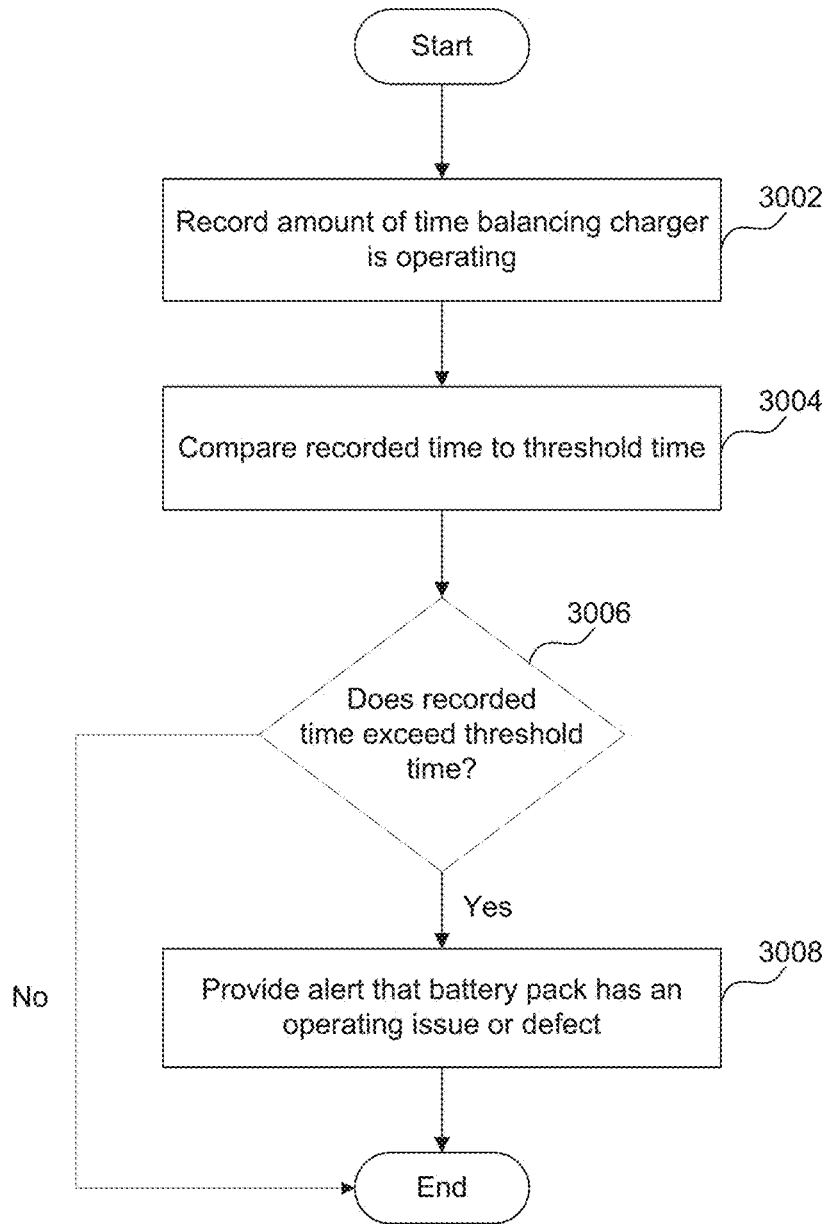 Start
3002
Record amount of time balancing charger
is operating
3004
Compare recorded time to threshold time
3006
Does recorded
time exceed threshold
time?
Yes
No
3008
Provide alert that battery pack has an
operating issue or defect
End